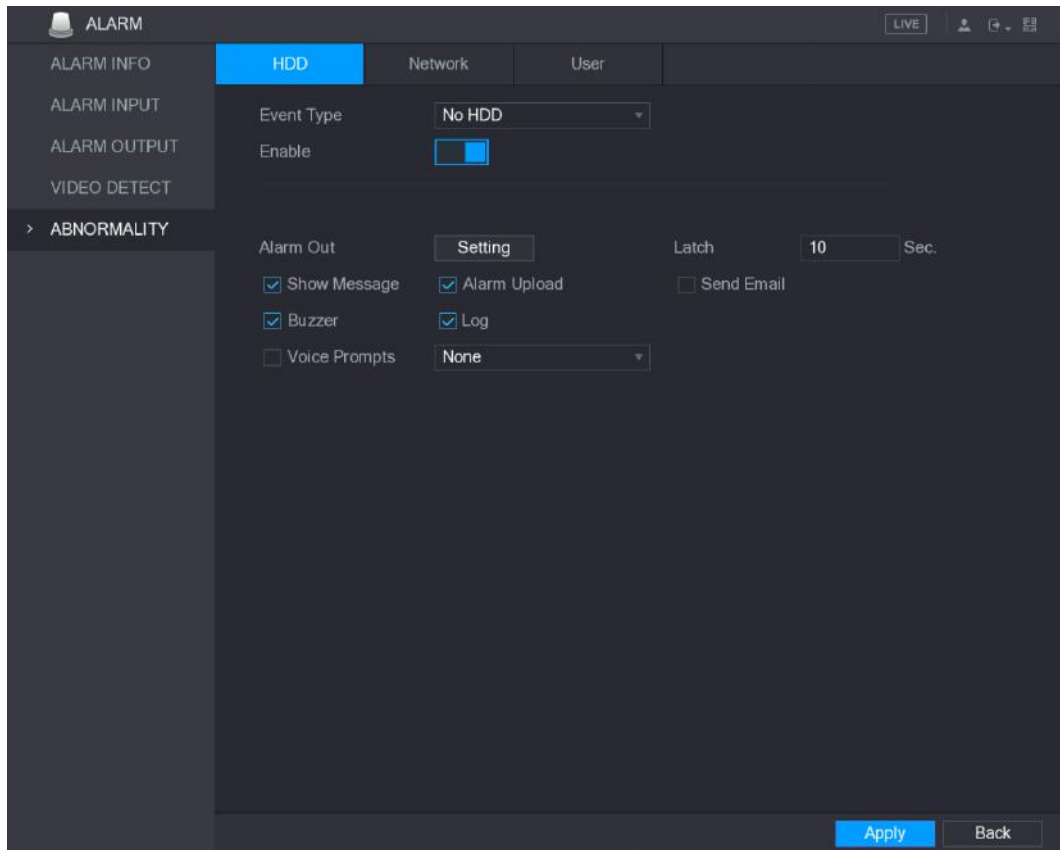 ALARM
LIVE
ALARM INFO
ALARM INPUT
ALARM OUTPUT
VIDEO DETECT
> ABNORMALITY
HDD Network User
Event Type No HDD
Enable
Alarm Out Setting Latch 10 Sec.
Show Message Alarm Upload Send Email
Buzzer Log
Voice Prompts None
Apply Back